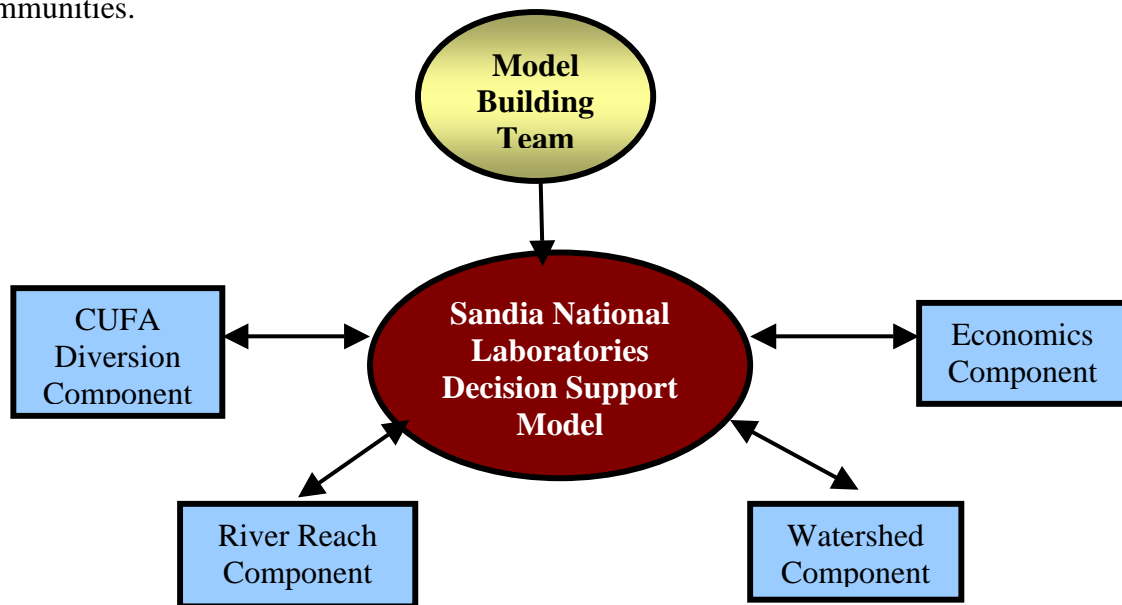 mmunities.
Model
Building
Team
Sandia National
Laboratories
Decision Support
Model
CUFA
Diversion
Component
Economics
Component
River Reach
Component
Watershed
Component